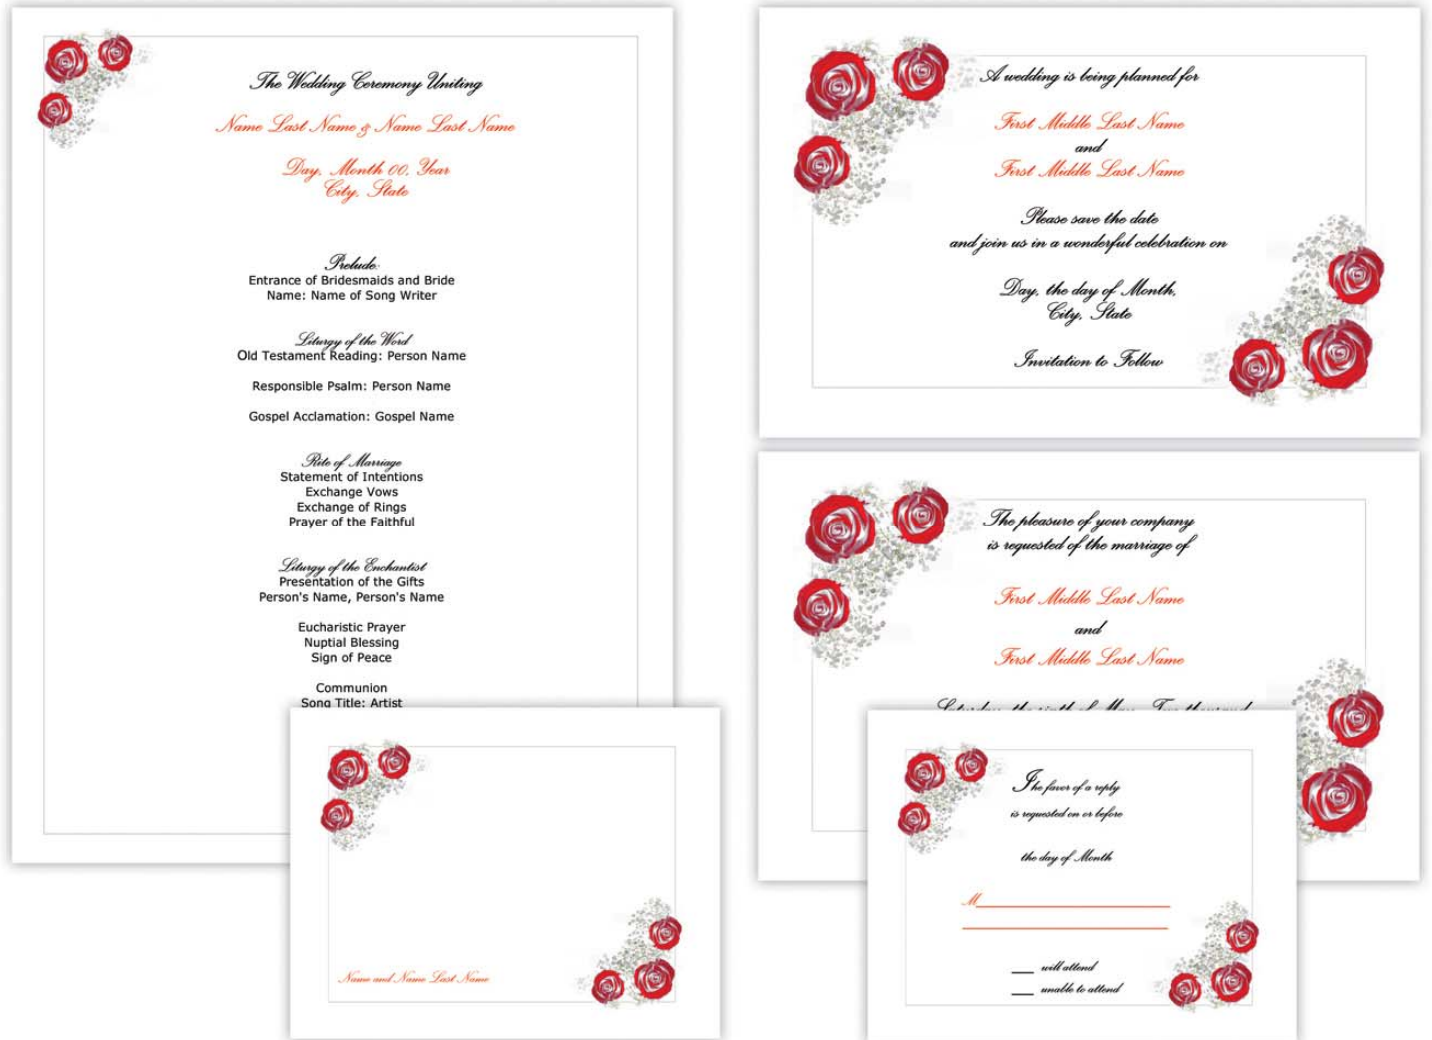 The Wedding Ceremony Uniting
Name Last Name & Name Last Name
Day, Month 00, Year
City, State
Prelude:
Entrance of Bridesmaids and Bride
Name: Name of Song Writer
Liturgy of the Word
Old Testament Reading: Person Name
Responsible Psalm: Person Name
Gospel Acclamation: Gospel Name
Rite of Marriage
Statement of Intentions
Exchange Vows
Exchange of Rings
Prayer of the Faithful
Liturgy of the Enchantist
Presentation of the Gifts
Person's Name, Person's Name
Eucharistic Prayer
Nuptial Blessing
Sign of Peace
Communion
Song Title: Artist
Name and Name Last Name
A wedding is being planned for
First Middle Last Name
and
First Middle Last Name
Please save the date
and join us in a wonderful celebration on
Day, the day of Month,
City, State
Invitation to Follow
The pleasure of your company
is requested of the marriage of
First Middle Last Name
and
First Middle Last Name
Saturday, the ninth of May, Two thousand
The favor of a reply
is requested on or before
the day of Month
M
will attend
unable to attend